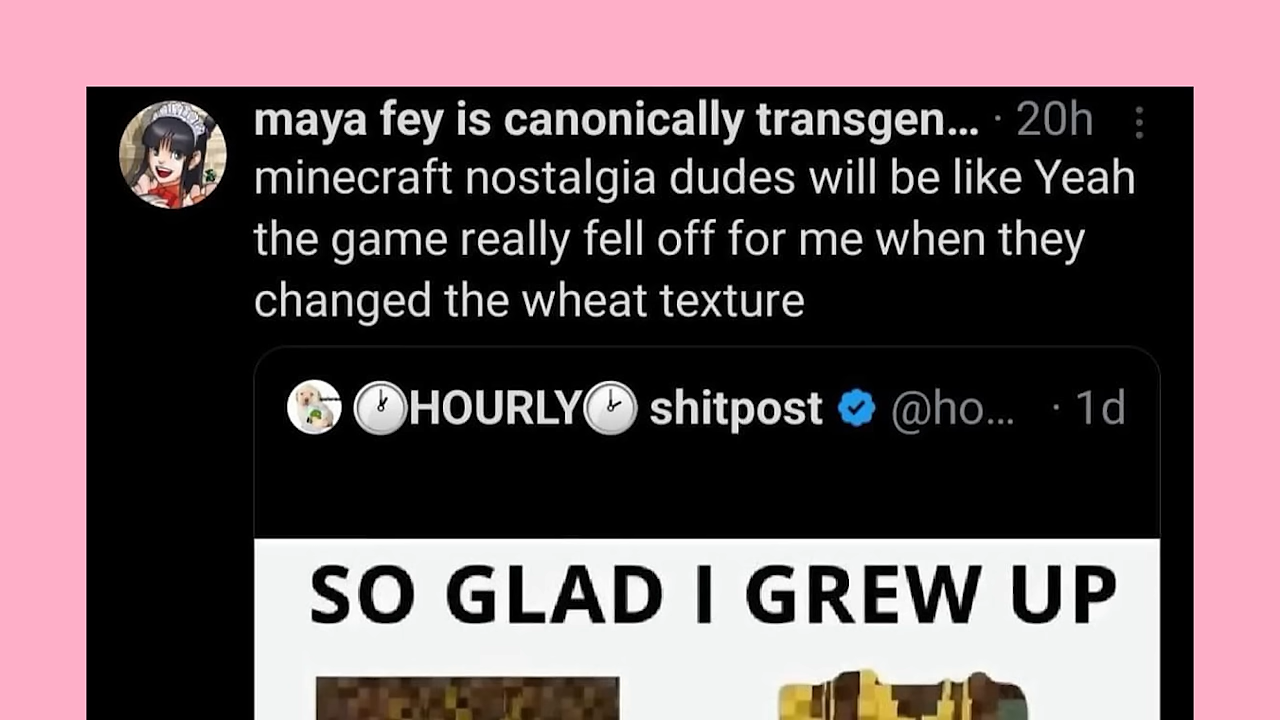 maya fey is canonically transgen... · 20h
minecraft nostalgia dudes will be like Yeah
the game really fell off for me when they
changed the wheat texture
🕐HOURLY🕑 shitpost @ho... · 1d
SO GLAD I GREW UP